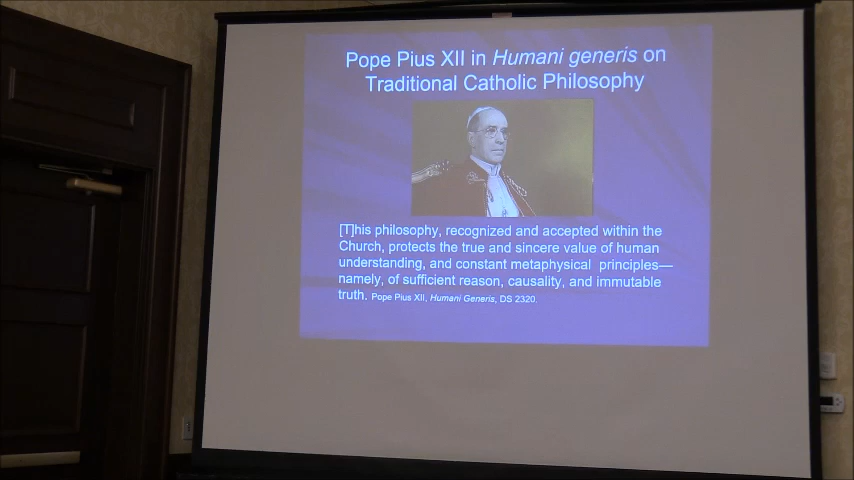 Pope Pius XII in Humani generis on
Traditional Catholic Philosophy
[T]his philosophy, recognized and accepted within the
Church, protects the true and sincere value of human
understanding, and constant metaphysical principles—
namely, of sufficient reason, causality, and immutable
truth. Pope Pius XII, Humani Generis, DS 2320.